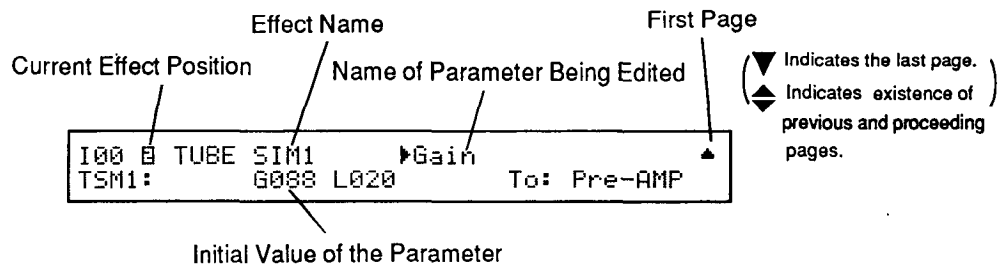 Effect Name
First Page
Current Effect Position
Name of Parameter Being Edited
▼ Indicates the last page.
Indicates existence of
previous and proceeding
pages.
I00 TUBE SIM1 ▶Gain ▲
TSM1: G088 L020 To: Pre-AMP
Initial Value of the Parameter